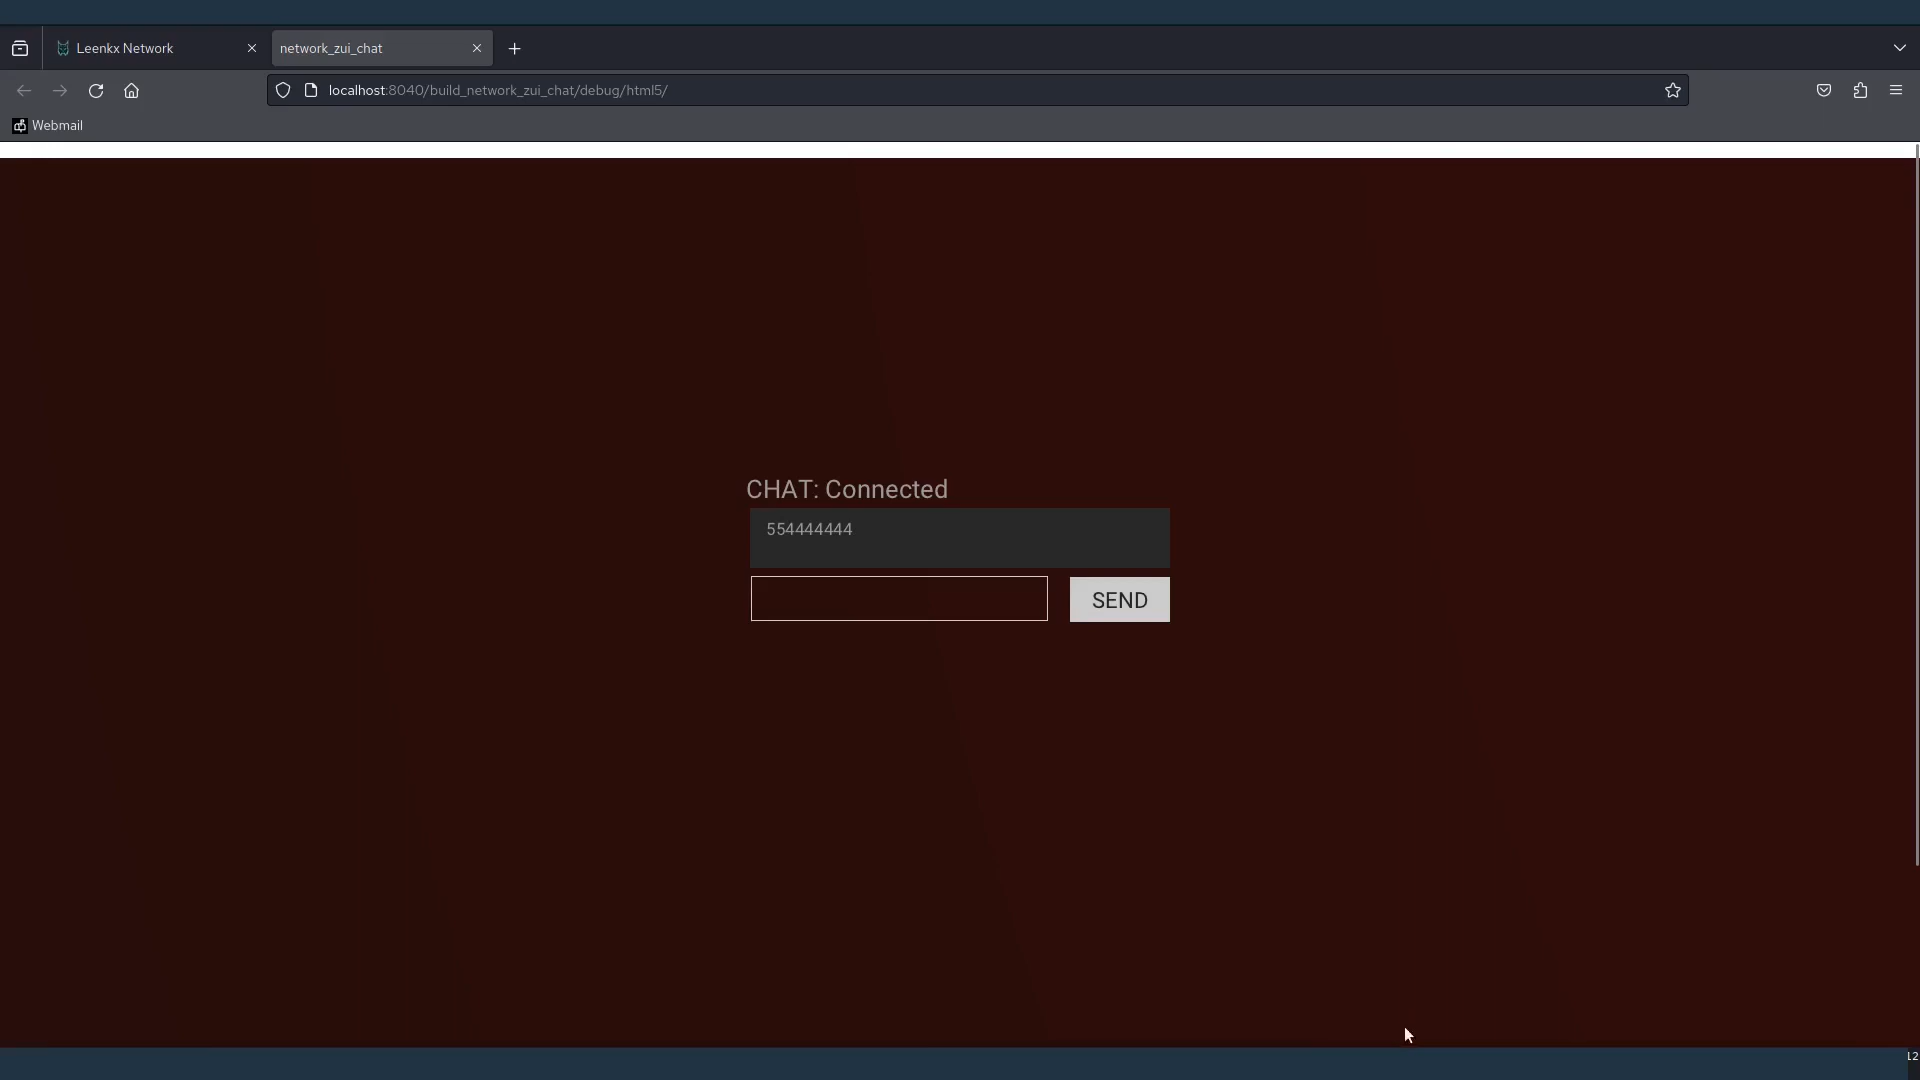 Leenkx Network
network_zui_chat
localhost:8040/build_network_zui_chat/debug/html5/
Webmail
CHAT: Connected
554444444
SEND
12